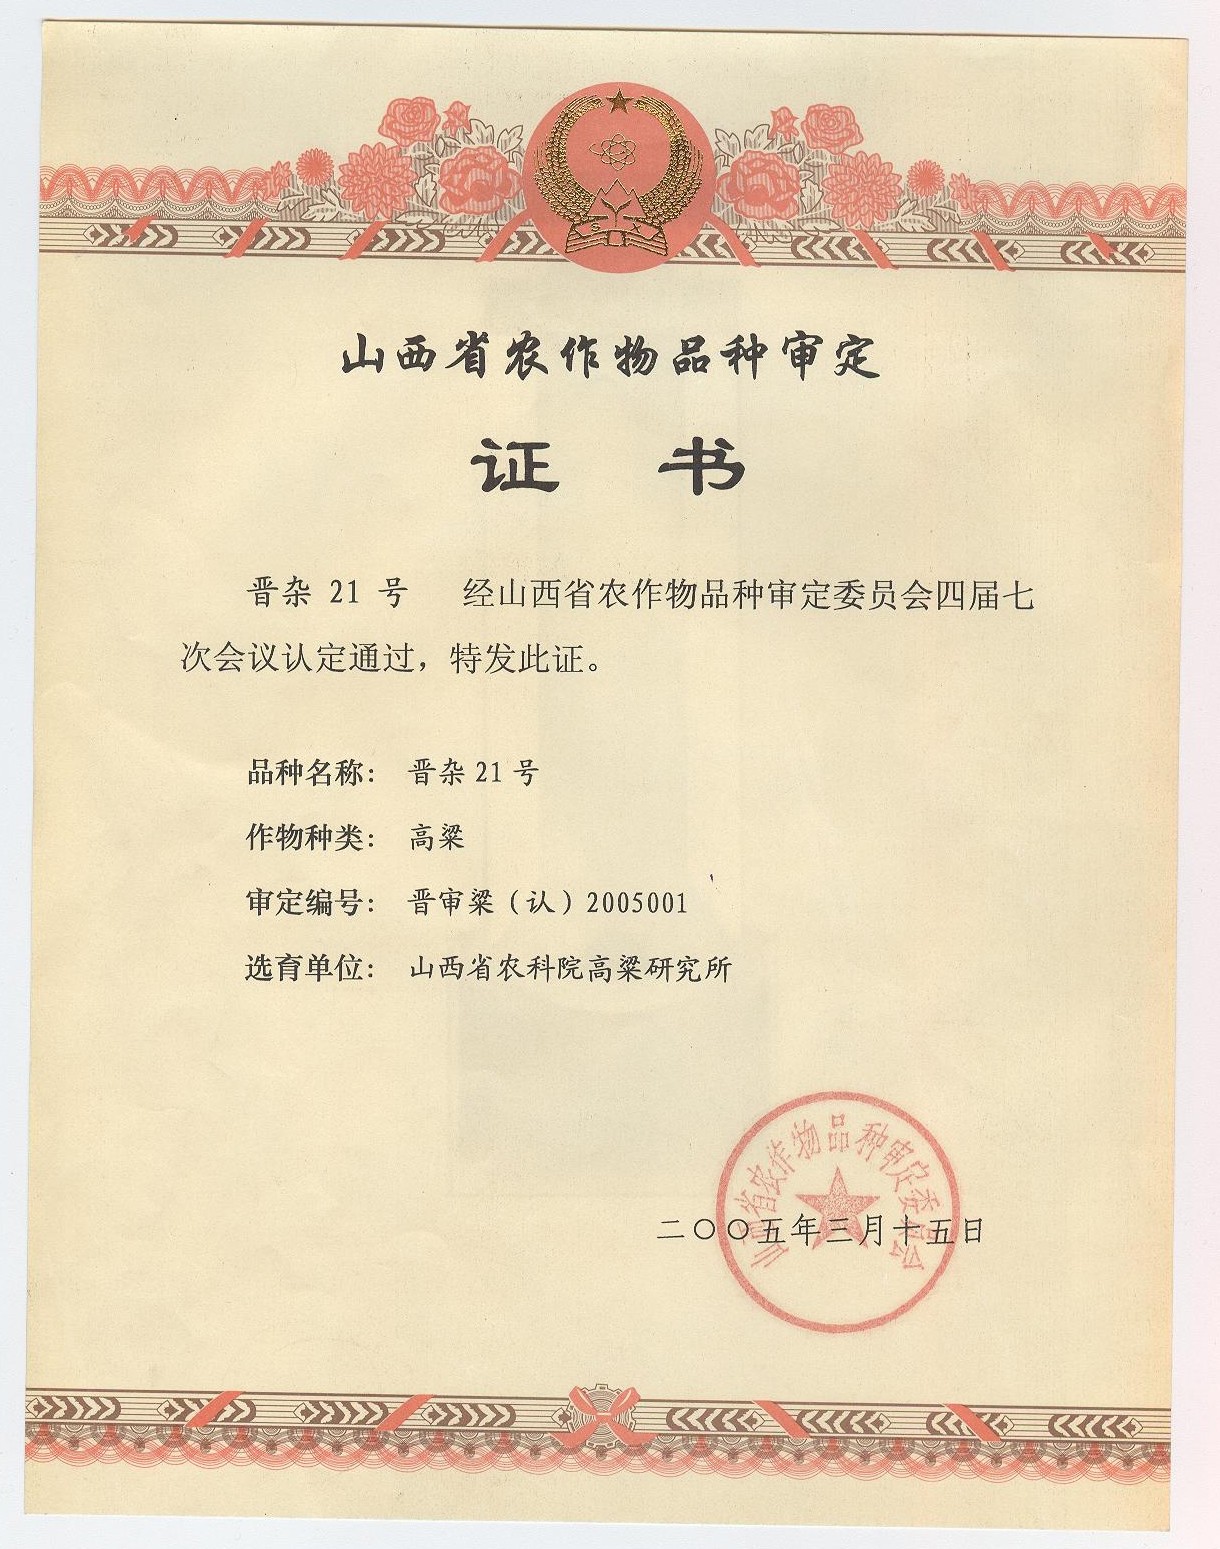 山西省农作物品种审定
证 书
晋杂 21 号 经山西省农作物品种审定委员会四届七
次会议认定通过，特发此证。
品种名称： 晋杂 21 号
作物种类： 高粱
审定编号： 晋审粱（认）2005001
选育单位： 山西省农科院高粱研究所
山西省农作物品种审定委员会
二〇〇五年三月十五日